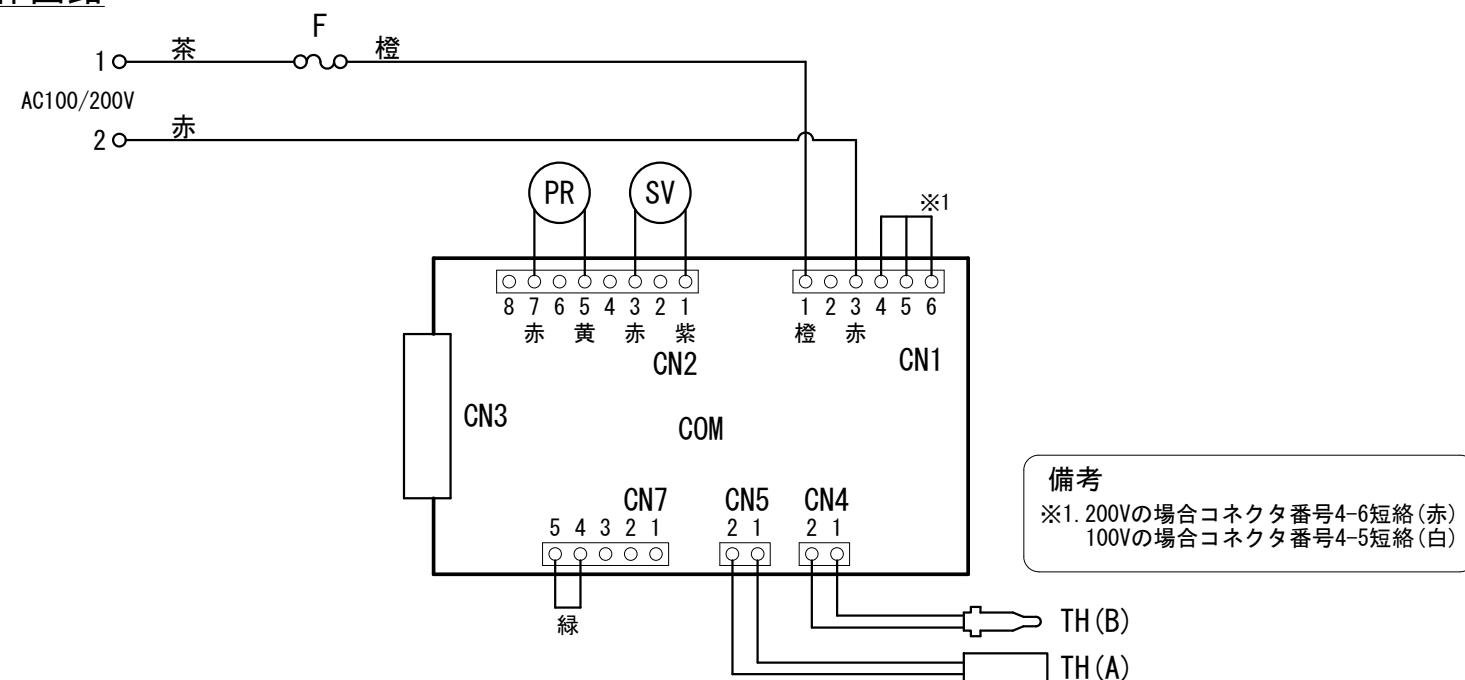 F
1 茶 橙
AC100/200V
2 赤
PR SV ※1
8 7 6 5 4 3 2 1 1 2 3 4 5 6
赤 黄 赤 紫 橙 赤
CN2 CN1
CN3 COM
備考
※1.200Vの場合コネクタ番号4-6短絡(赤)
100Vの場合コネクタ番号4-5短絡(白)
CN7 CN5 CN4
5 4 3 2 1 2 1 2 1
緑
TH(B)
TH(A)